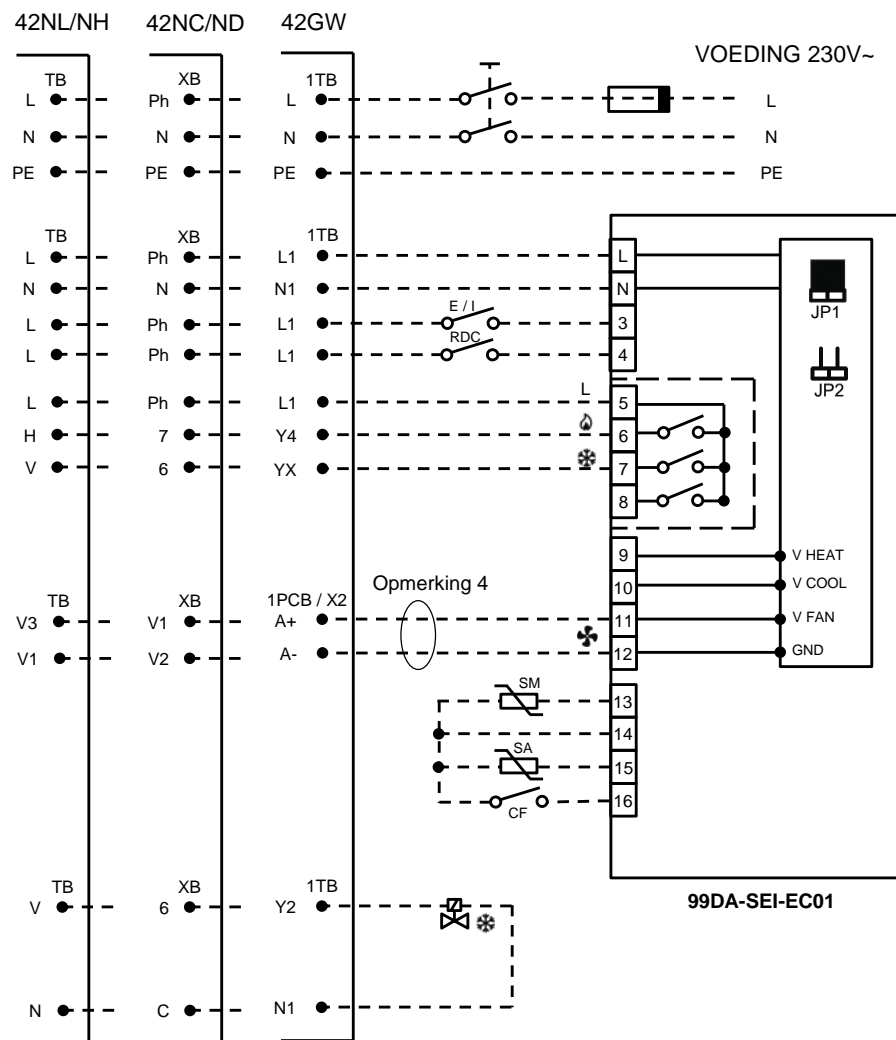 42NL/NH 42NC/ND 42GW
VOEDING 230V~
TB XB 1TB
L Ph L L
N N N N
PE PE PE PE
TB XB 1TB
L Ph L1 L
N N N1 N
JP1
E / I
L Ph L1 3
RDC
L Ph L1 4
JP2
L
L Ph L1 5
H 7 Y4 6
V 6 YX 7
8
9 V HEAT
10 V COOL
Opmerking 4
TB XB 1PCB / X2
V3 V1 A+ 11 V FAN
V1 V2 A- 12 GND
SM
13
14
SA
15
16
CF
TB XB 1TB
V 6 Y2
99DA-SEI-EC01
N C N1